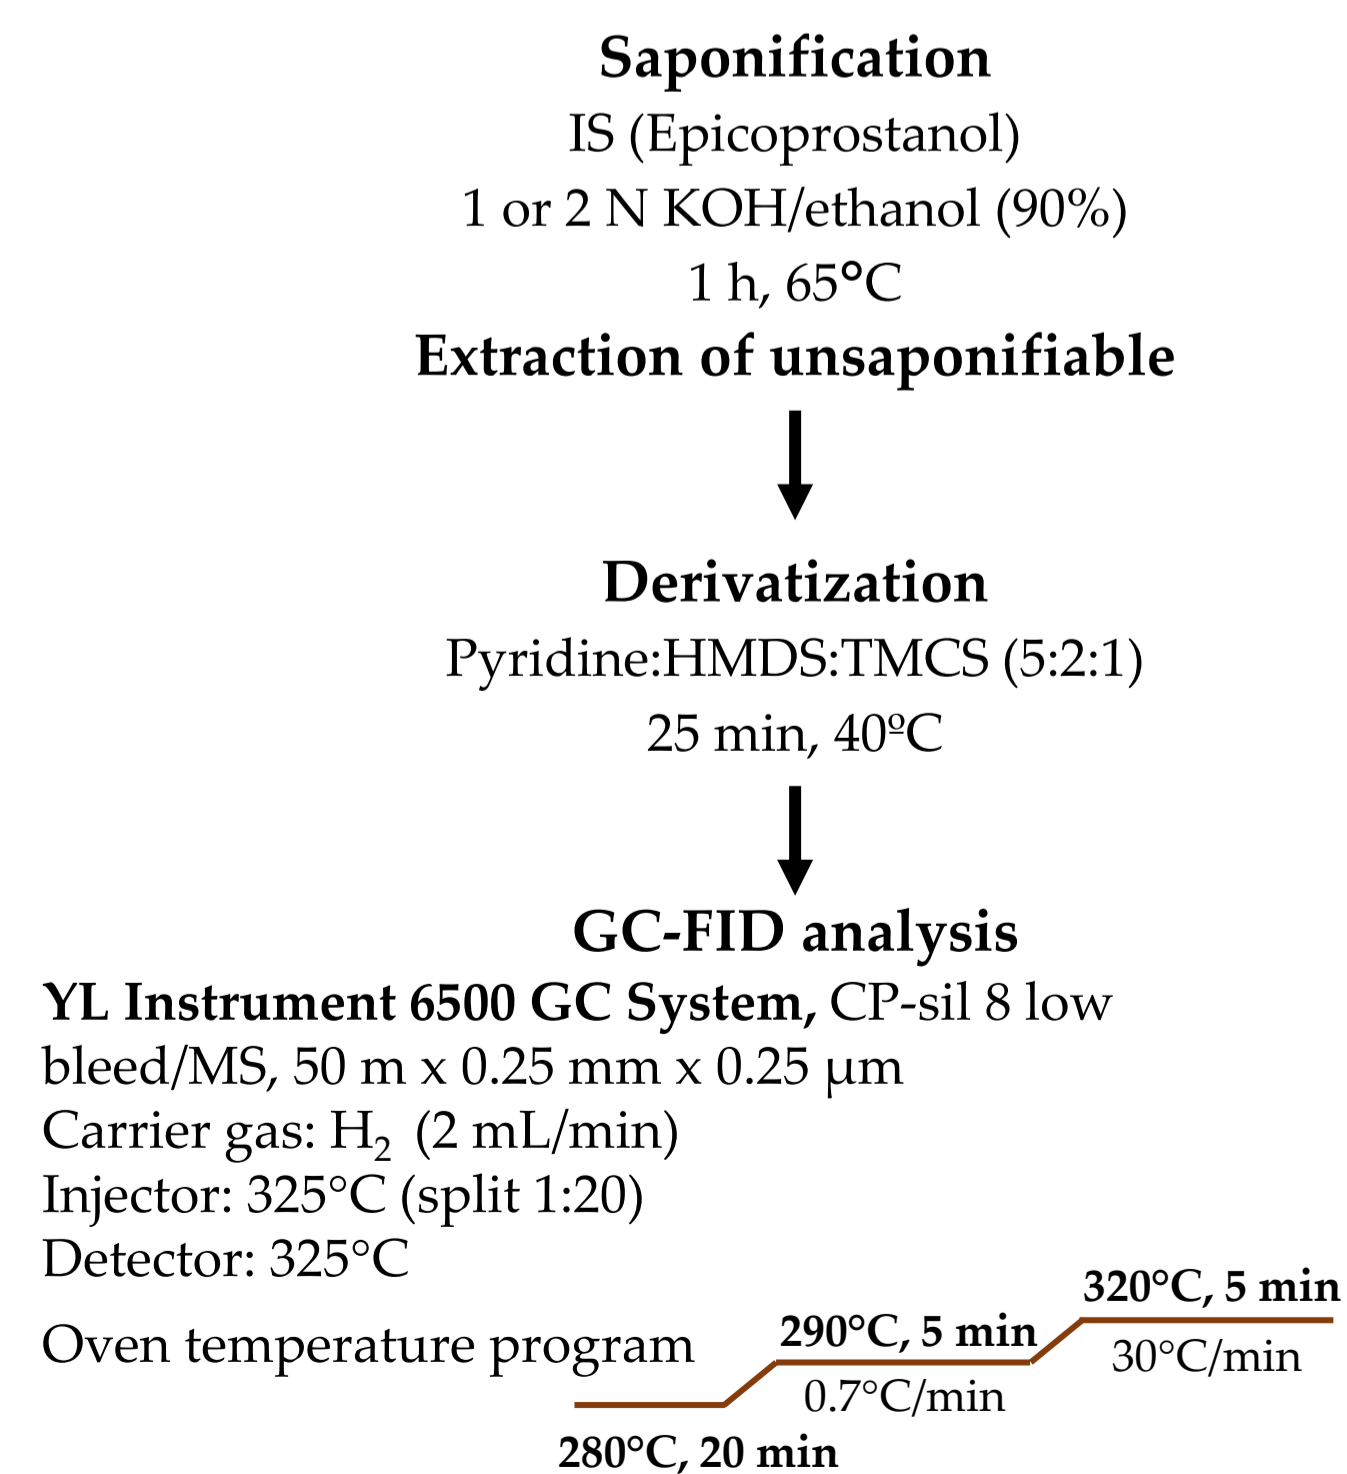 Saponification
IS (Epicoprostanol)
1 or 2 N KOH/ethanol (90%)
1 h, 65°C
Extraction of unsaponifiable
Derivatization
Pyridine:HMDS:TMCS (5:2:1)
25 min, 40ºC
GC-FID analysis
YL Instrument 6500 GC System, CP-sil 8 low
bleed/MS, 50 m x 0.25 mm x 0.25 µm
Carrier gas: H₂ (2 mL/min)
Injector: 325°C (split 1:20)
Detector: 325°C
Oven temperature program
280°C, 20 min
290°C, 5 min
0.7°C/min
320°C, 5 min
30°C/min